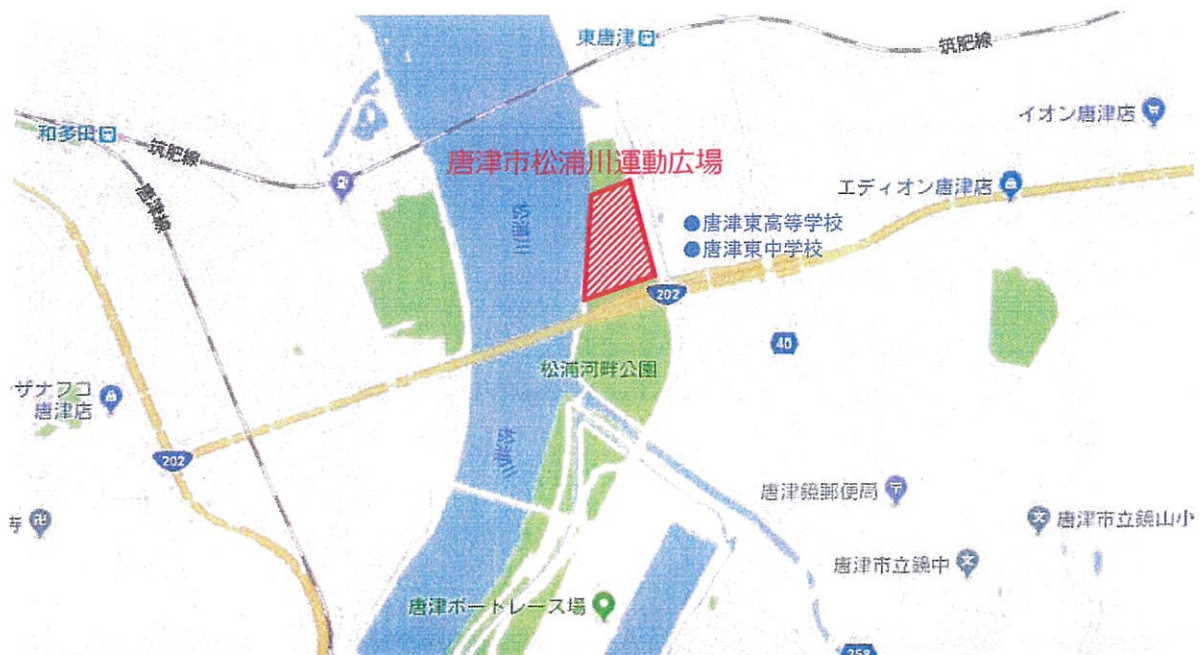 東唐津
筑肥線
イオン唐津店
和多田
筑肥線
唐津線
唐津市松浦川運動広場
エディオン唐津店
松浦川
唐津東高等学校
唐津東中学校
202
40
松浦河畔公園
ザナフコ
唐津店
松浦川
202
唐津鏡郵便局
寺
唐津市立鏡山小
唐津市立鏡中
唐津ボートレース場
258